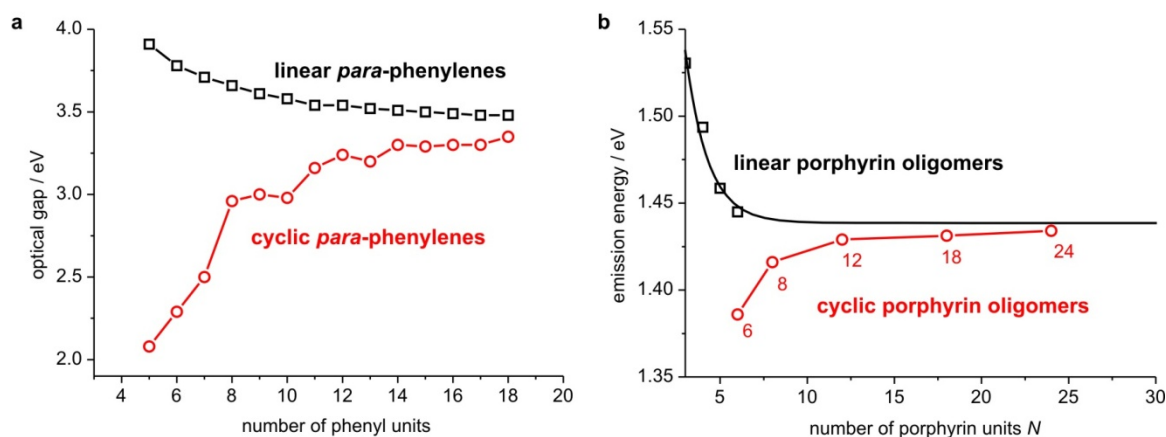 a
4.0
3.5
3.0
2.5
2.0
optical gap / eV
linear para-phenylenes
cyclic para-phenylenes
4 6 8 10 12 14 16 18 20
number of phenyl units
b
1.55
1.50
1.45
1.40
1.35
emission energy / eV
linear porphyrin oligomers
6 8 12 18 24
cyclic porphyrin oligomers
5 10 15 20 25 30
number of porphyrin units N